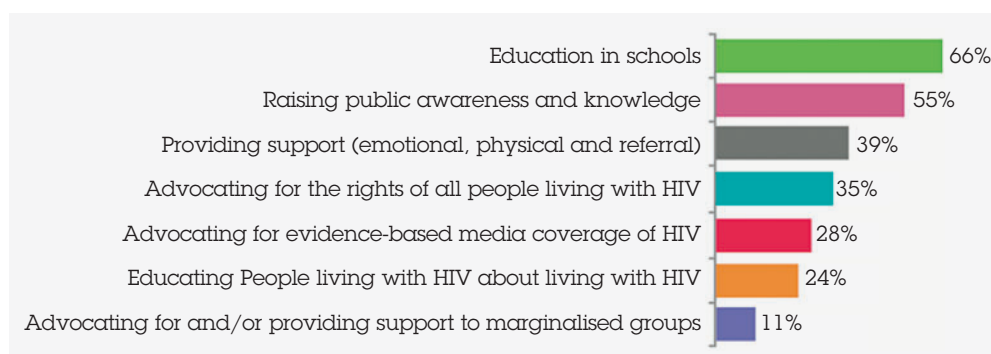 Education in schools 66%
Raising public awareness and knowledge 55%
Providing support (emotional, physical and referral) 39%
Advocating for the rights of all people living with HIV 35%
Advocating for evidence-based media coverage of HIV 28%
Educating People living with HIV about living with HIV 24%
Advocating for and/or providing support to marginalised groups 11%